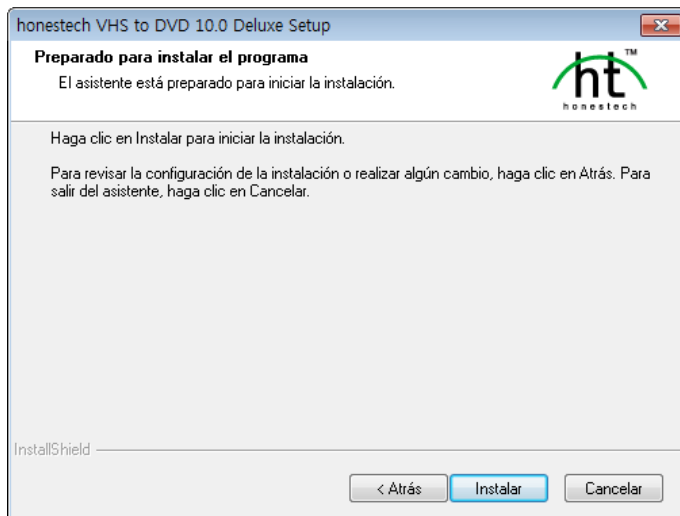 honestech VHS to DVD 10.0 Deluxe Setup
Preparado para instalar el programa
El asistente está preparado para iniciar la instalación.
ht™
honestech
Haga clic en Instalar para iniciar la instalación.
Para revisar la configuración de la instalación o realizar algún cambio, haga clic en Atrás. Para
salir del asistente, haga clic en Cancelar.
InstallShield
< Atrás
Instalar
Cancelar